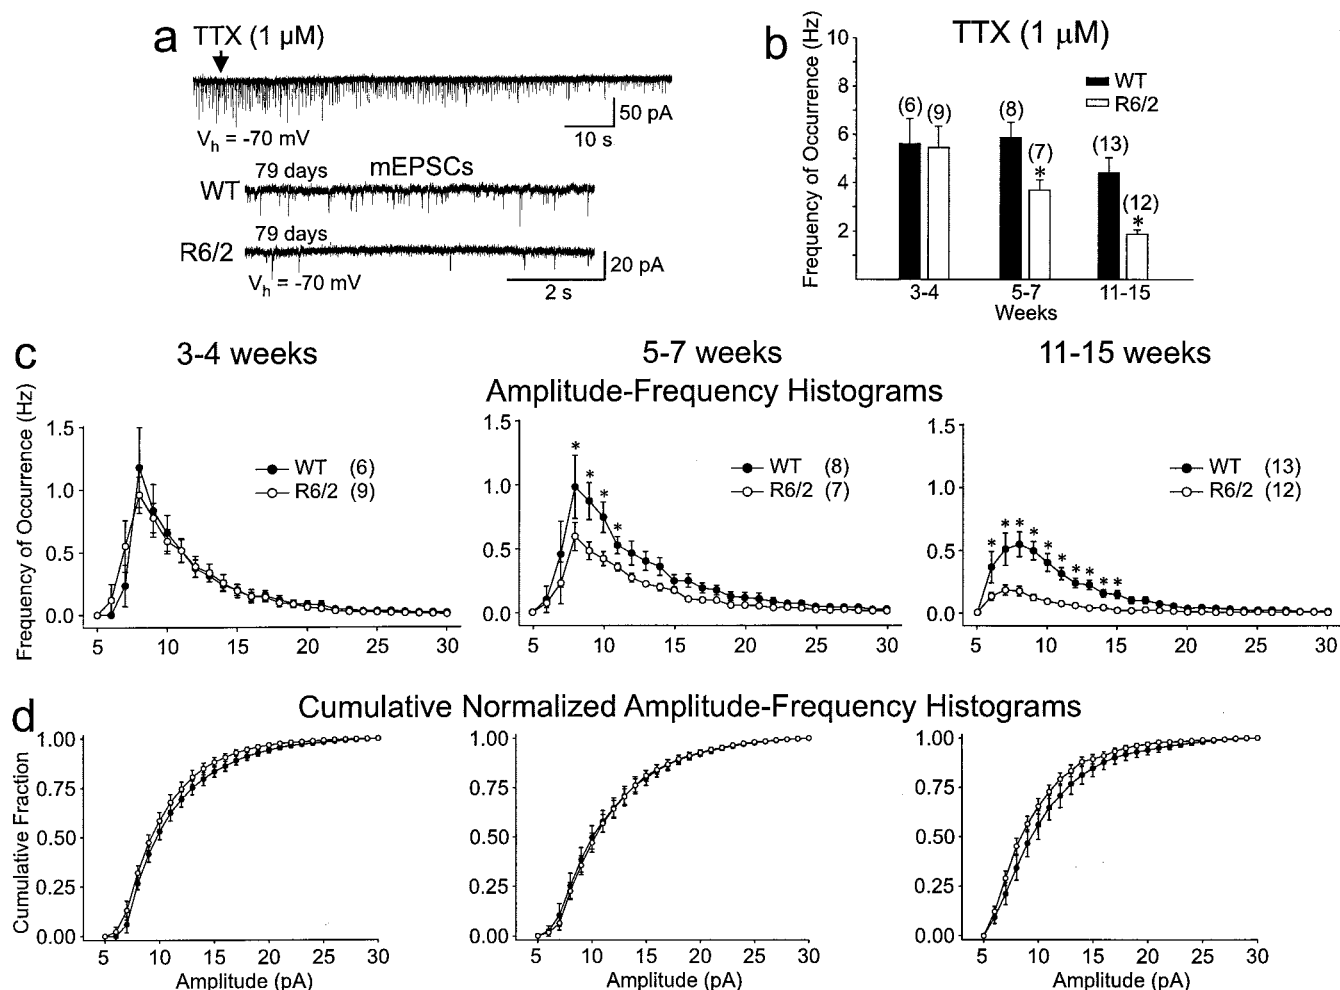 a
TTX (1 µM)
50 pA
10 s
Vh = -70 mV
79 days
mEPSCs
WT
79 days
R6/2
20 pA
Vh = -70 mV
2 s
b
TTX (1 µM)
Frequency of Occurrence (Hz)
10
8
6
4
2
WT
R6/2
(6) (9)
(8)
(7)
*
(13)
(12)
*
3-4 5-7 11-15
Weeks
c
3-4 weeks 5-7 weeks 11-15 weeks
Amplitude-Frequency Histograms
Frequency of Occurrence (Hz)
1.5
1.0
0.5
0.0
WT (6)
R6/2 (9)
5 10 15 20 25 30
1.5
1.0
0.5
0.0
* * * *
WT (8)
R6/2 (7)
5 10 15 20 25 30
1.5
1.0
0.5
0.0
* * * * * * * * * *
WT (13)
R6/2 (12)
5 10 15 20 25 30
d
Cumulative Normalized Amplitude-Frequency Histograms
Cumulative Fraction
1.00
0.75
0.50
0.25
0.00
5 10 15 20 25 30
Amplitude (pA)
1.00
0.75
0.50
0.25
0.00
5 10 15 20 25 30
Amplitude (pA)
1.00
0.75
0.50
0.25
0.00
5 10 15 20 25 30
Amplitude (pA)